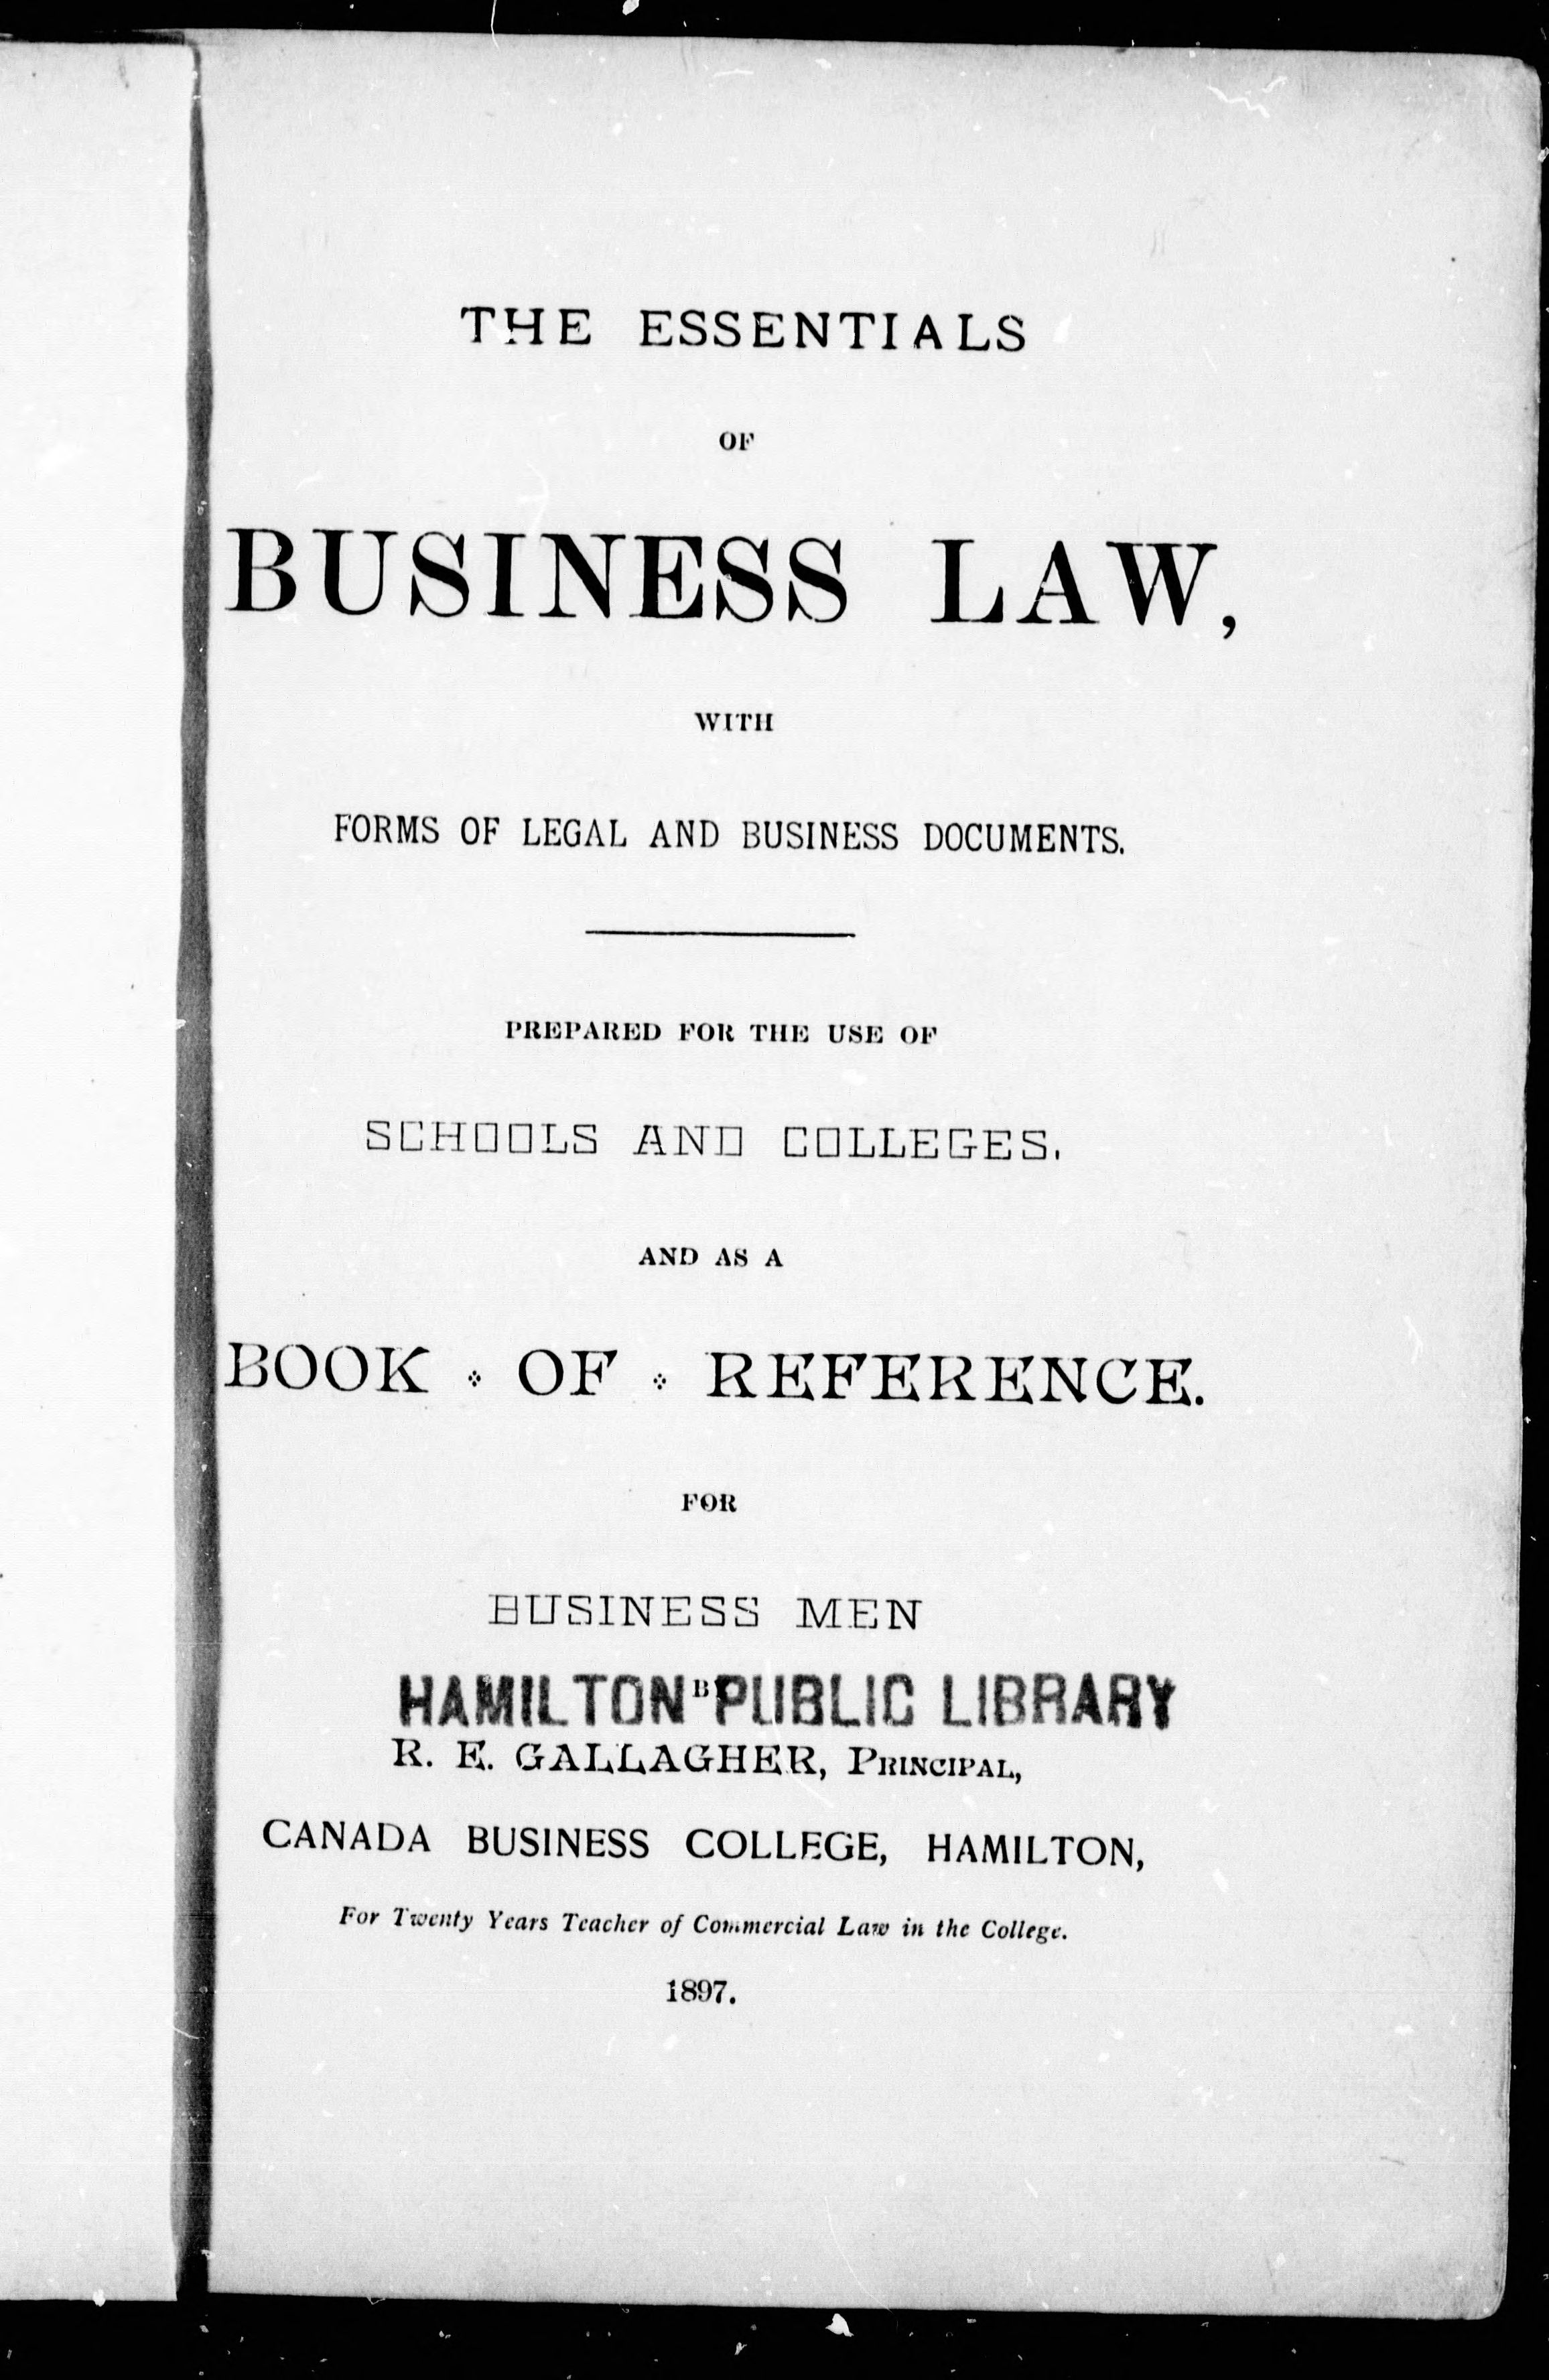 THE ESSENTIALS
OF
BUSINESS LAW,
WITH
FORMS OF LEGAL AND BUSINESS DOCUMENTS.
PREPARED FOR THE USE OF
SCHOOLS AND COLLEGES.
AND AS A
BOOK OF REFERENCE.
FOR
BUSINESS MEN
HAMILTON PUBLIC LIBRARY
R. E. GALLAGHER, PRINCIPAL,
CANADA BUSINESS COLLEGE, HAMILTON,
For Twenty Years Teacher of Commercial Law in the College.
1897.